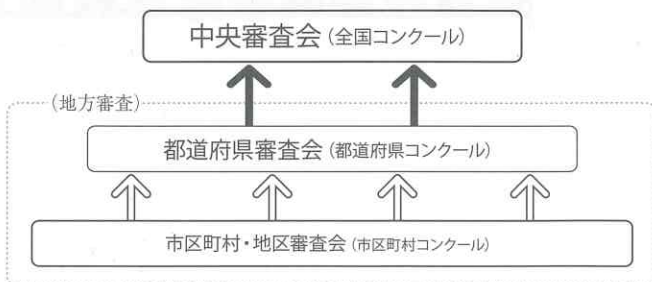 中央審査会(全国コンクール)
(地方審査)
都道府県審査会(都道府県コンクール)
市区町村・地区審査会(市区町村コンクール)